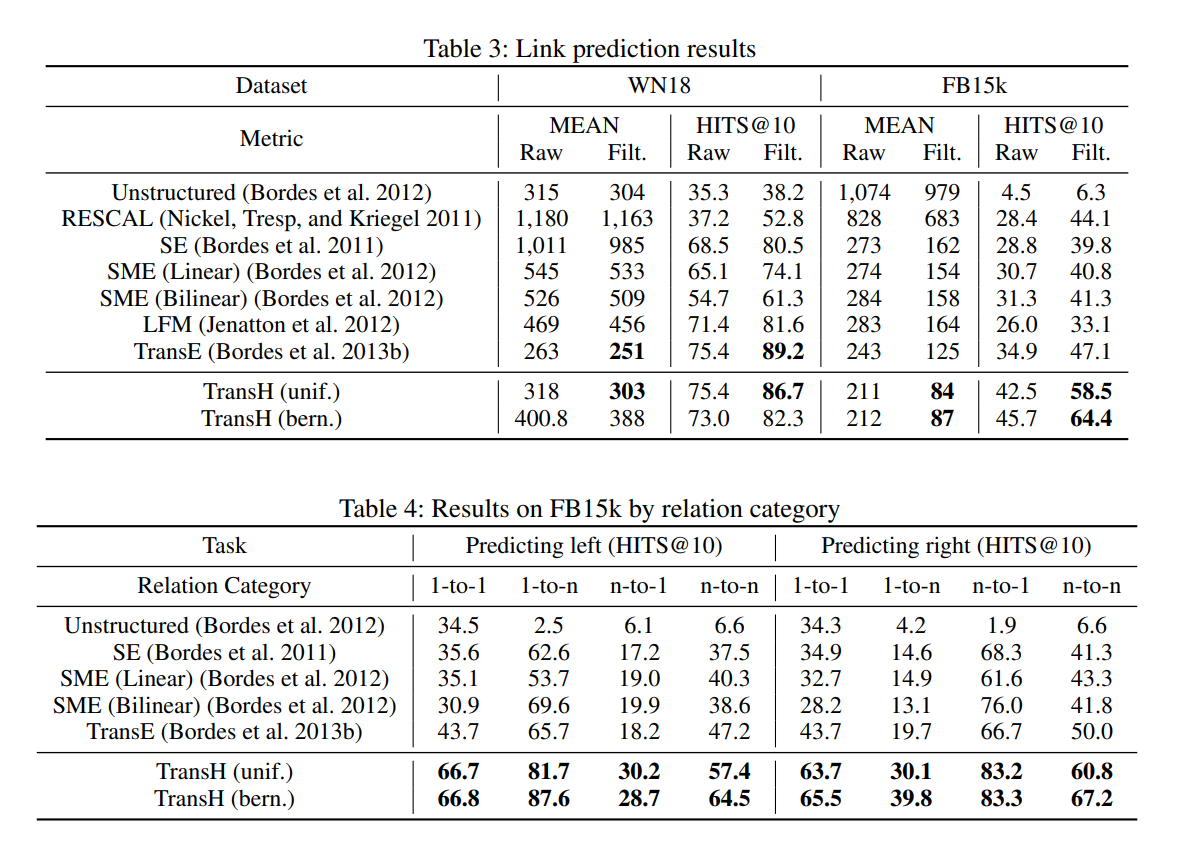 Table 3: Link prediction results
Dataset WN18 FB15k
Metric MEAN HITS@10 MEAN HITS@10
Raw Filt. Raw Filt. Raw Filt. Raw Filt.
Unstructured (Bordes et al. 2012) 315 304 35.3 38.2 1,074 979 4.5 6.3
RESCAL (Nickel, Tresp, and Kriegel 2011) 1,180 1,163 37.2 52.8 828 683 28.4 44.1
SE (Bordes et al. 2011) 1,011 985 68.5 80.5 273 162 28.8 39.8
SME (Linear) (Bordes et al. 2012) 545 533 65.1 74.1 274 154 30.7 40.8
SME (Bilinear) (Bordes et al. 2012) 526 509 54.7 61.3 284 158 31.3 41.3
LFM (Jenatton et al. 2012) 469 456 71.4 81.6 283 164 26.0 33.1
TransE (Bordes et al. 2013b) 263 251 75.4 89.2 243 125 34.9 47.1
TransH (unif.) 318 303 75.4 86.7 211 84 42.5 58.5
TransH (bern.) 400.8 388 73.0 82.3 212 87 45.7 64.4
Table 4: Results on FB15k by relation category
Task Predicting left (HITS@10) Predicting right (HITS@10)
Relation Category 1-to-1 1-to-n n-to-1 n-to-n 1-to-1 1-to-n n-to-1 n-to-n
Unstructured (Bordes et al. 2012) 34.5 2.5 6.1 6.6 34.3 4.2 1.9 6.6
SE (Bordes et al. 2011) 35.6 62.6 17.2 37.5 34.9 14.6 68.3 41.3
SME (Linear) (Bordes et al. 2012) 35.1 53.7 19.0 40.3 32.7 14.9 61.6 43.3
SME (Bilinear) (Bordes et al. 2012) 30.9 69.6 19.9 38.6 28.2 13.1 76.0 41.8
TransE (Bordes et al. 2013b) 43.7 65.7 18.2 47.2 43.7 19.7 66.7 50.0
TransH (unif.) 66.7 81.7 30.2 57.4 63.7 30.1 83.2 60.8
TransH (bern.) 66.8 87.6 28.7 64.5 65.5 39.8 83.3 67.2